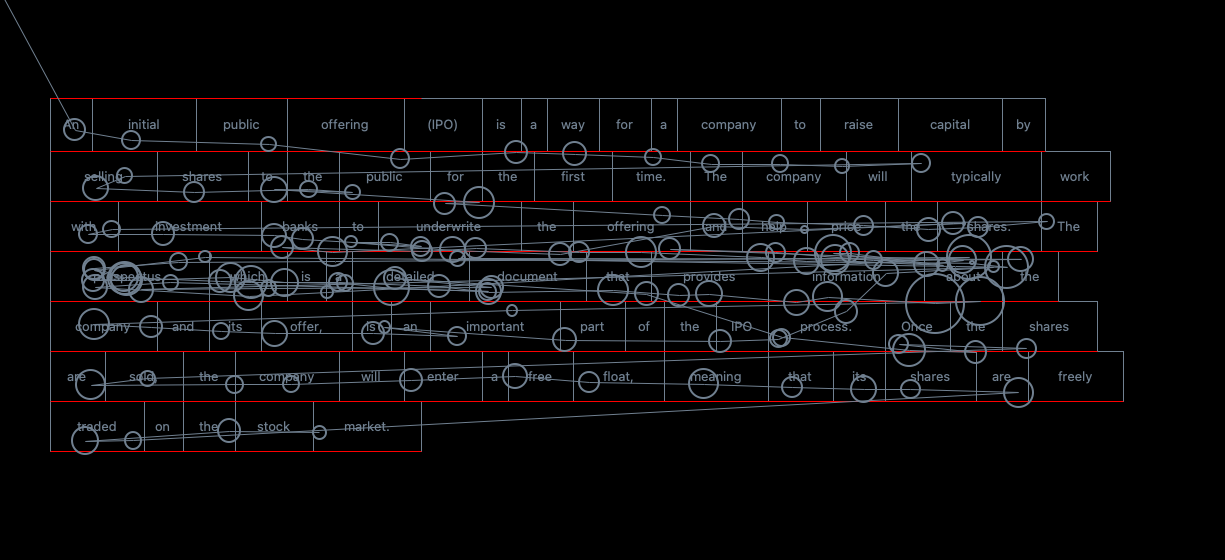 An initial public offering (IPO) is a way for a company to raise capital by
selling shares to the public for the first time. The company will typically work
with investment banks to underwrite the offering and help price the shares. The
prospectus, which is a detailed document that provides information about the
company and its offer, is an important part of the IPO process. Once the shares
are sold, the company will enter a free float, meaning that its shares are freely
traded on the stock market.